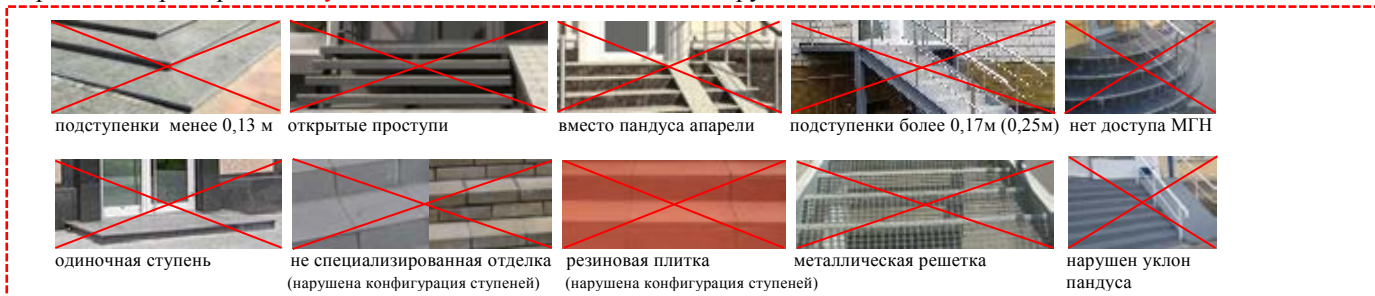 подступенки менее 0,13 м
открытые проступи
вместо пандуса апарели
подступенки более 0,17м (0,25м)
нет доступа МГН
одиночная ступень
не специализированная отделка
(нарушена конфигурация ступеней)
резиновая плитка
(нарушена конфигурация ступеней)
металлическая решетка
нарушен уклон
пандуса